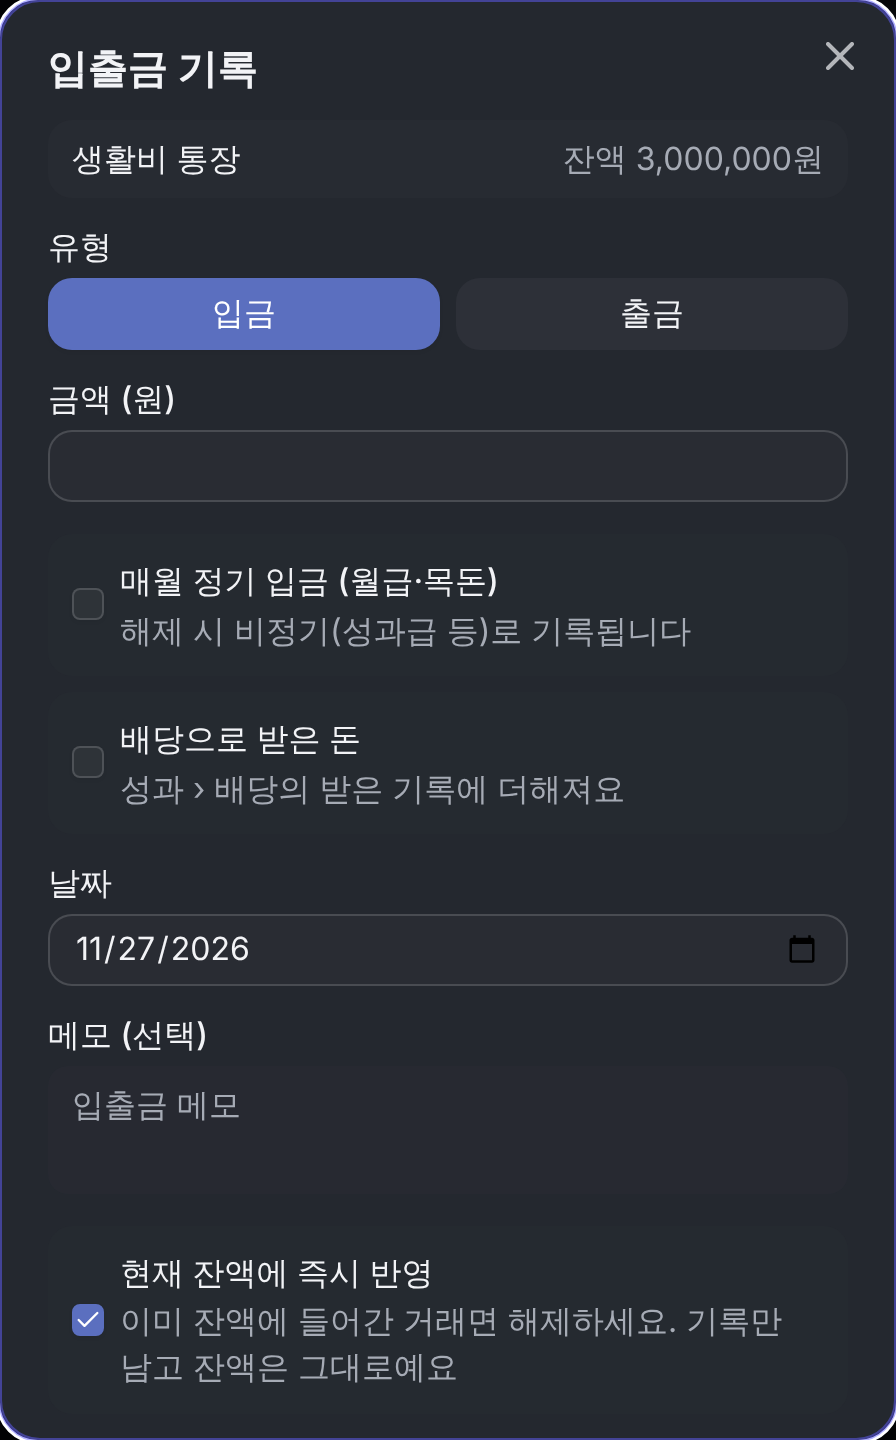 입출금 기록
생활비 통장 잔액 3,000,000원
유형
입금 출금
금액 (원)
매월 정기 입금 (월급·목돈)
해제 시 비정기(성과급 등)로 기록됩니다
배당으로 받은 돈
성과 › 배당의 받은 기록에 더해져요
날짜
11/27/2026
메모 (선택)
입출금 메모
현재 잔액에 즉시 반영
이미 잔액에 들어간 거래면 해제하세요. 기록만
남고 잔액은 그대로예요